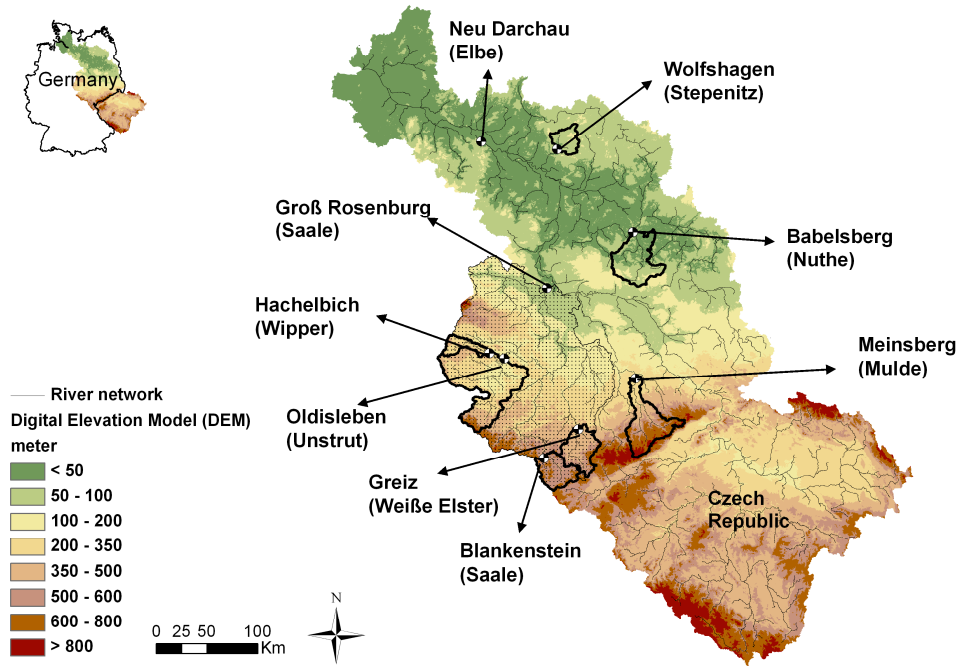 Germany
Neu Darchau
(Elbe)
Wolfshagen
(Stepenitz)
Groß Rosenburg
(Saale)
Babelsberg
(Nuthe)
Hachelbich
(Wipper)
Meinsberg
(Mulde)
Oldisleben
(Unstrut)
Greiz
(Weiße Elster)
Czech
Republic
Blankenstein
(Saale)
River network
Digital Elevation Model (DEM)
meter
< 50
50 - 100
100 - 200
200 - 350
350 - 500
500 - 600
600 - 800
> 800
0 25 50 100
Km
N